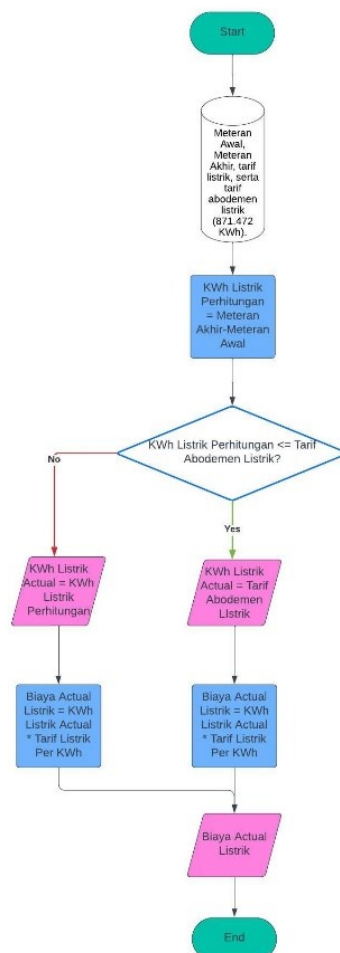 Start
Meteran
Awal,
Meteran
Akhir, tarif
listrik, serta
tarif
abodemen
listrik
(871.472
KWh).
KWh Listrik
Perhitungan
= Meteran
Akhir-Meteran
Awal
KWh Listrik Perhitungan <= Tarif
Abodemen Listrik?
No
Yes
KWh Listrik
Actual = KWh
Listrik
Perhitungan
KWh Listrik
Actual = Tarif
Abodemen
LIstrik
Biaya Actual
Listrik = KWh
Listrik Actual
* Tarif Listrik
Per KWh
Biaya Actual
Listrik = KWh
Listrik Actual
* Tarif Listrik
Per KWh
Biaya Actual
Listrik
End